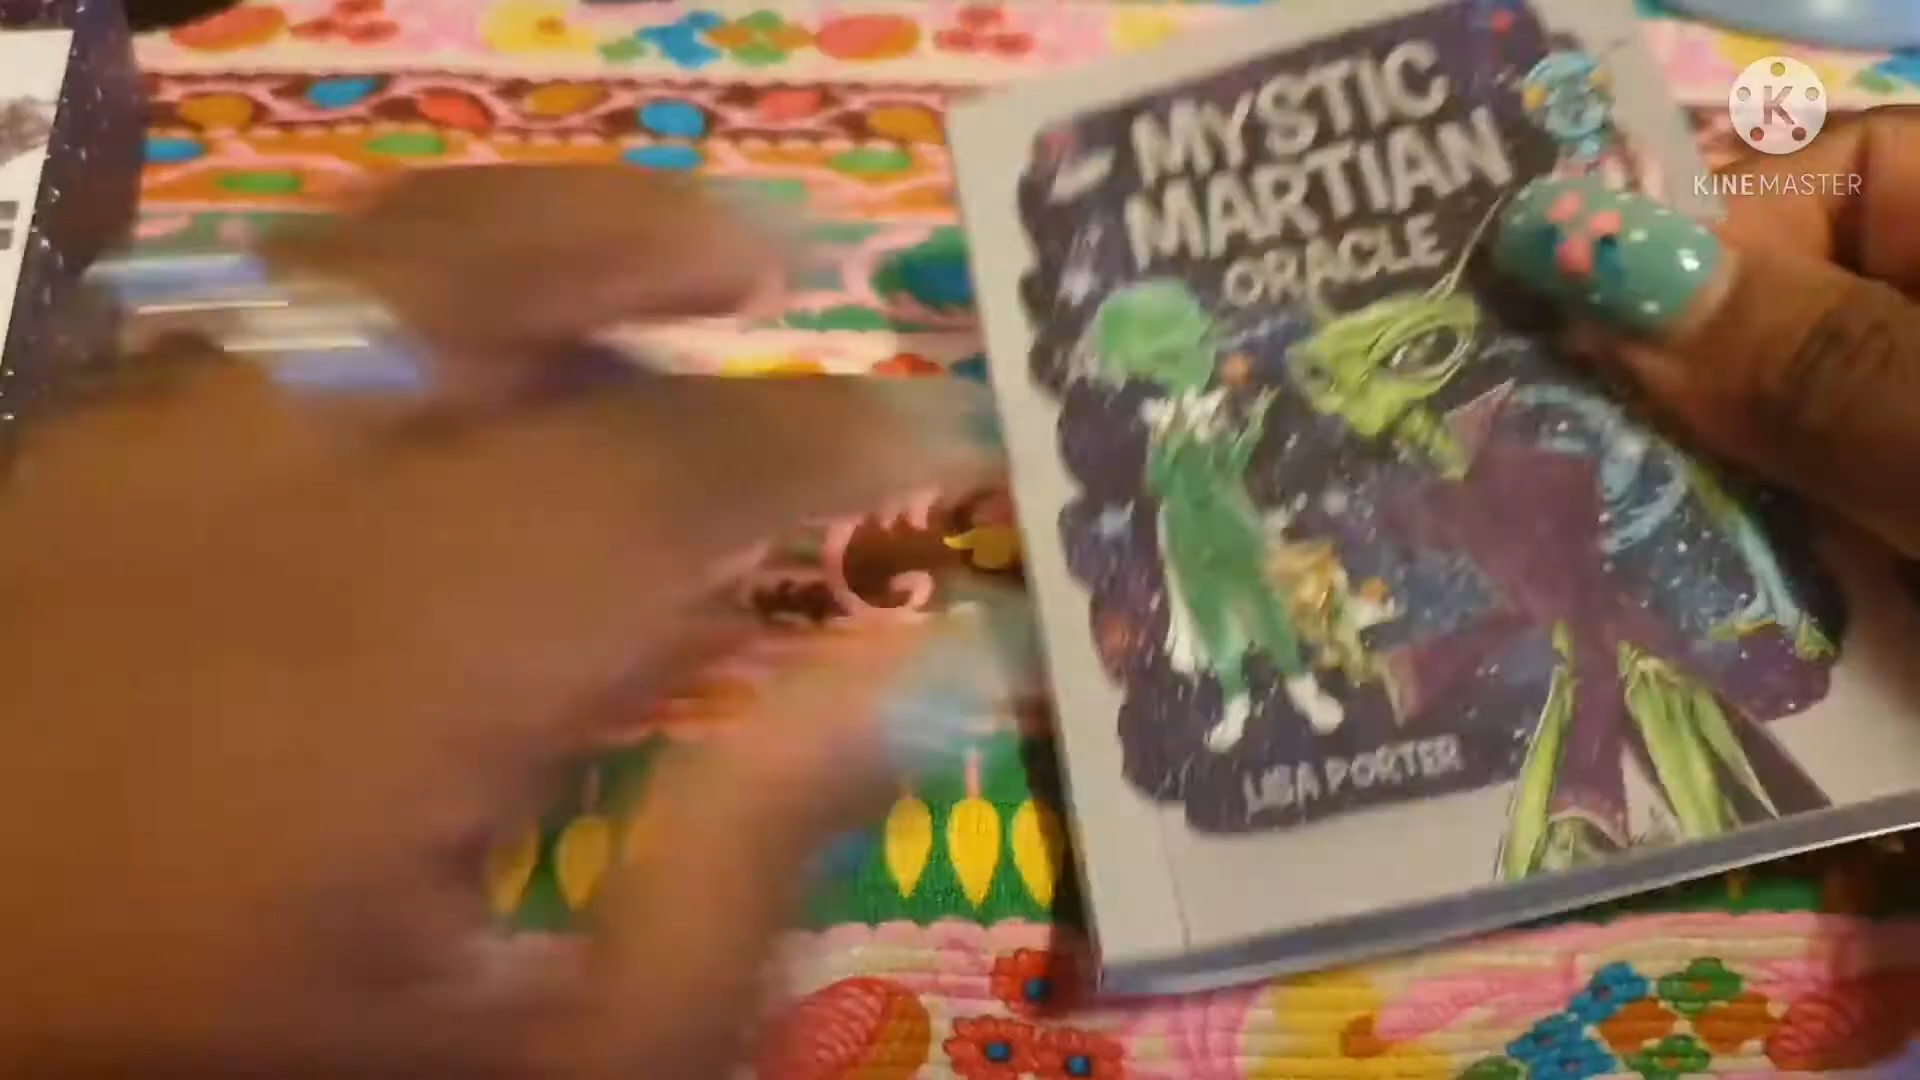 MYSTIC
MARTIAN
ORACLE
LISA PORTER
K
KINEMASTER